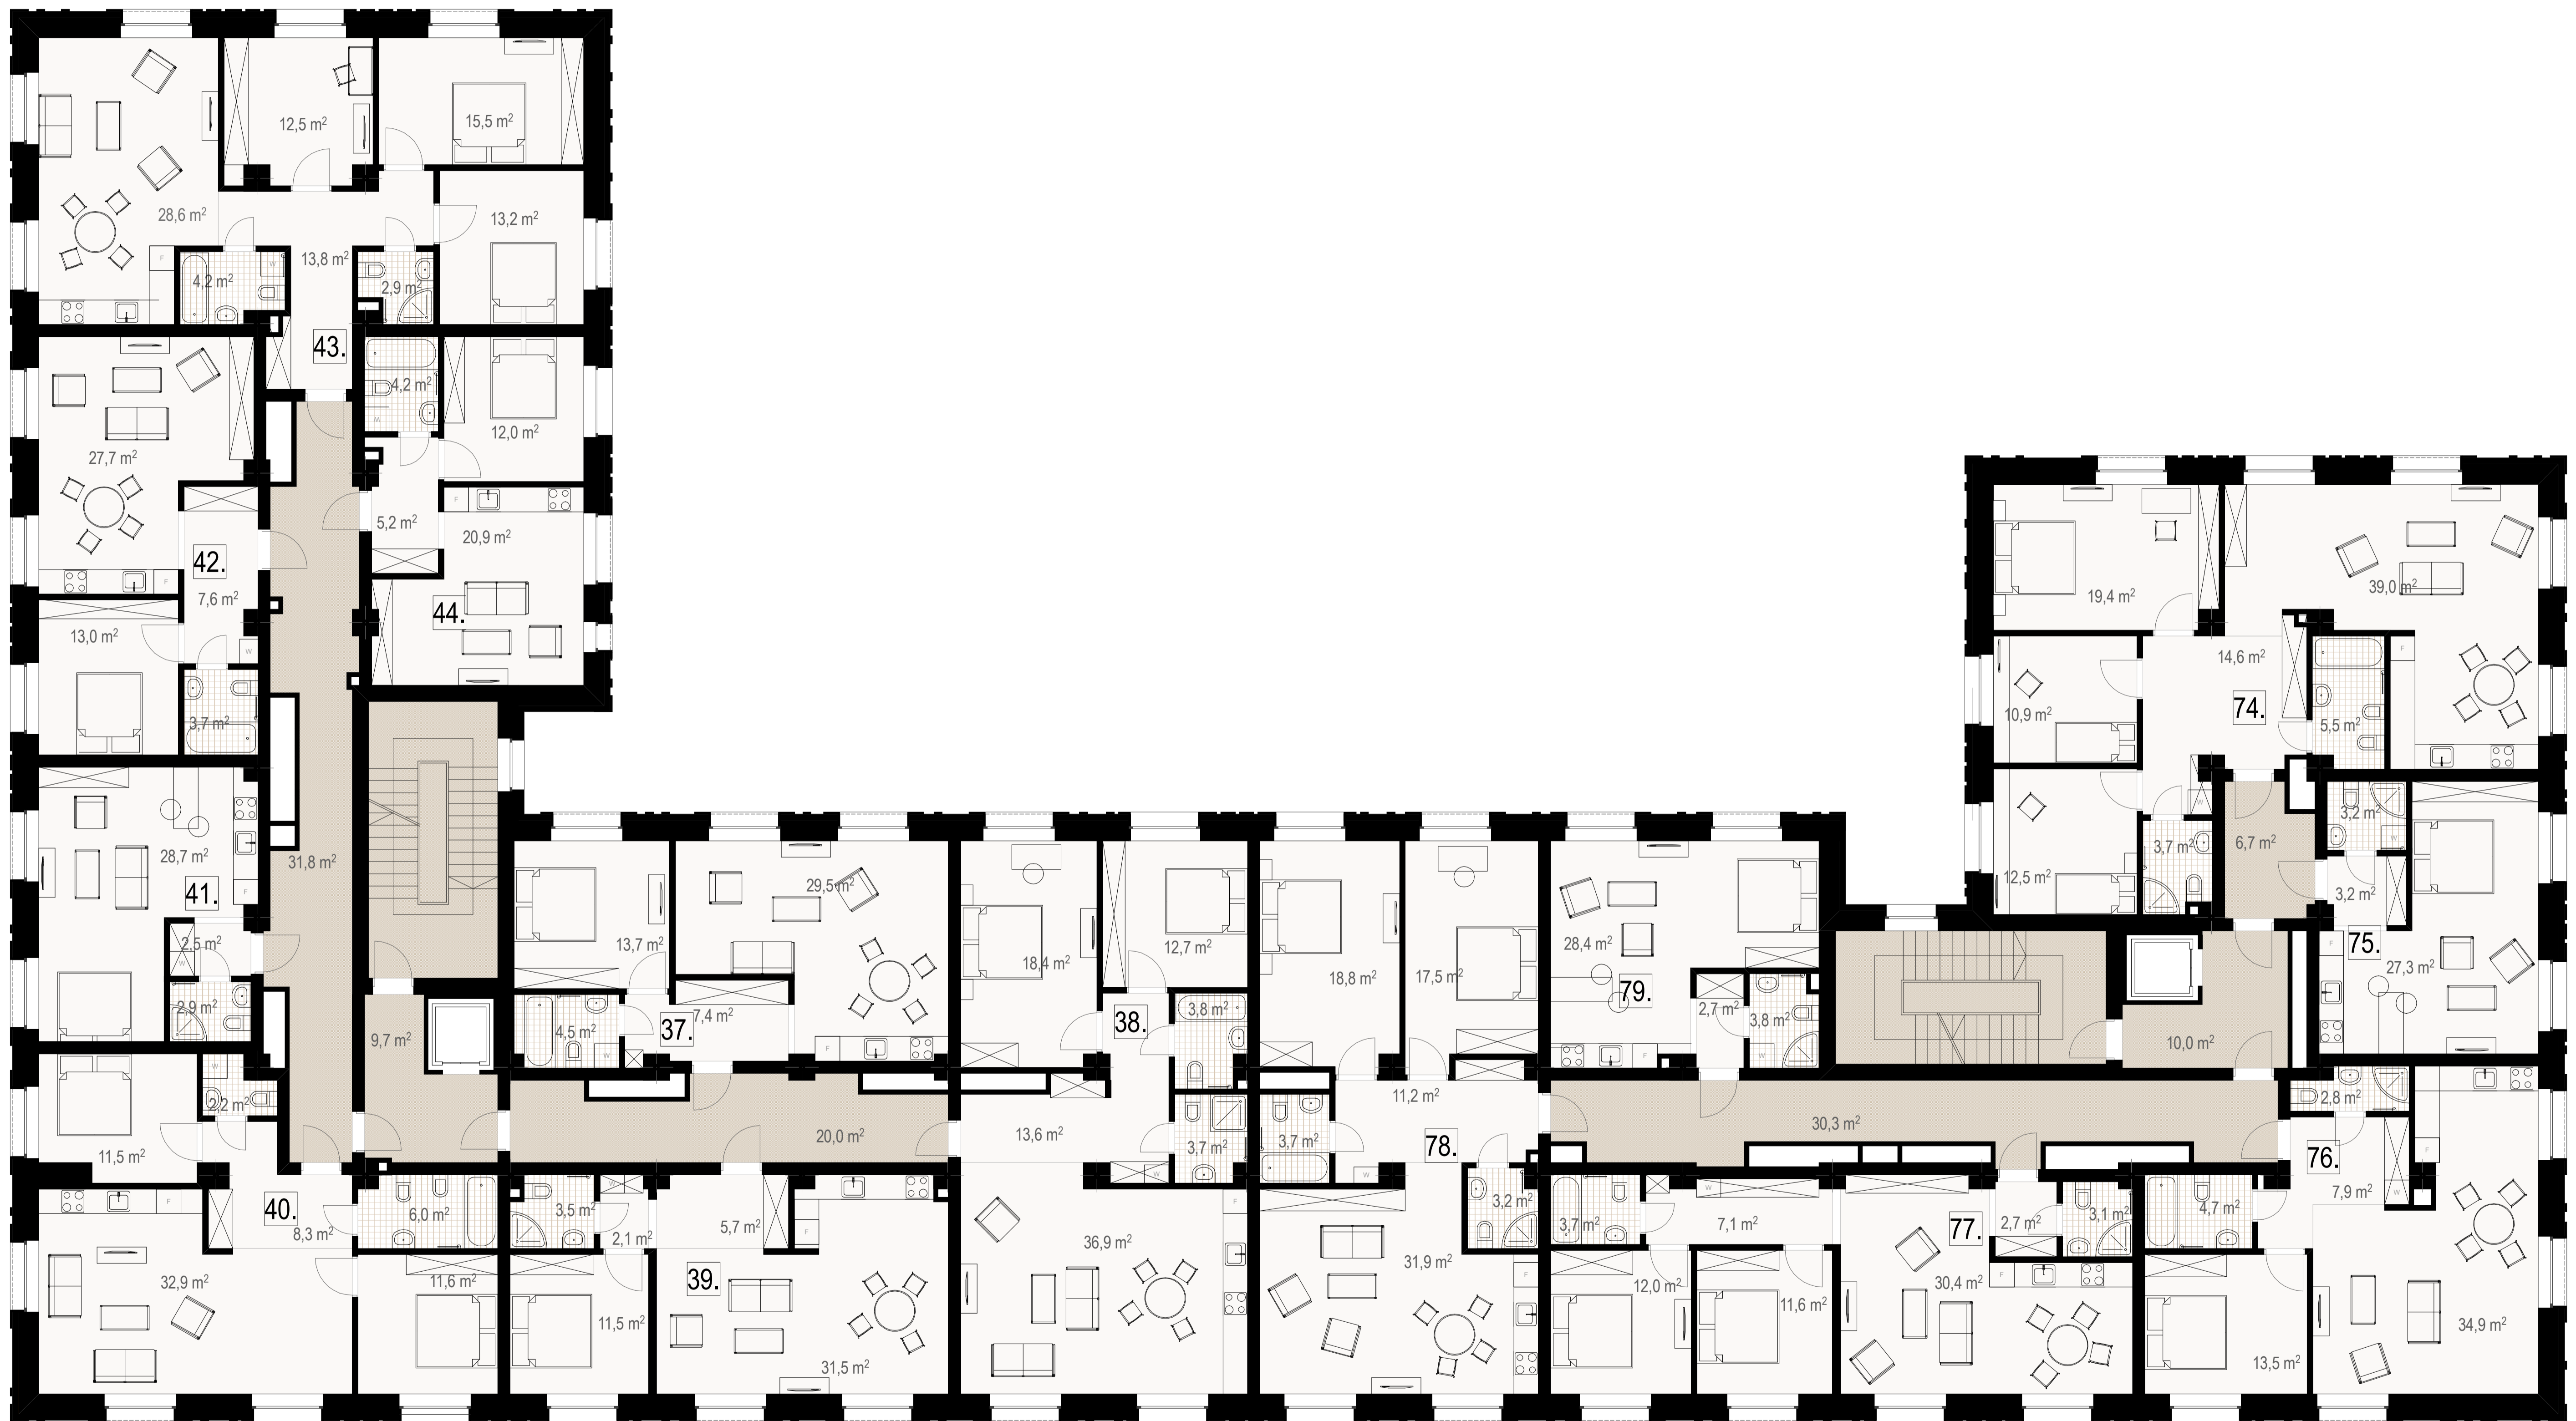 12,5 m²
15,5 m²
28,6 m²
13,2 m²
13,8 m²
4,2 m²
W
F
2,9 m²
43.
4,2 m²
W
12,0 m²
27,7 m²
F
5,2 m²
20,9 m²
42.
F
7,6 m²
44.
13,0 m²
W
3,7 m²
28,7 m²
41.
F
31,8 m²
2,5 m²
W
2,9 m²
9,7 m²
11,5 m²
W
2,2 m²
40.
8,3 m²
F
6,0 m²
32,9 m²
11,6 m²
13,7 m²
29,5 m²
4,5 m²
W
37.
7,4 m²
F
20,0 m²
3,5 m²
W
2,1 m²
5,7 m²
F
39.
11,5 m²
31,5 m²
18,4 m²
12,7 m²
38.
3,8 m²
13,6 m²
3,7 m²
W
36,9 m²
F
18,8 m²
17,5 m²
11,2 m²
3,7 m²
W
78.
3,2 m²
31,9 m²
F
28,4 m²
79.
F
2,7 m²
3,8 m²
W
30,3 m²
3,7 m²
W
7,1 m²
12,0 m²
11,6 m²
77.
2,7 m²
3,1 m²
30,4 m²
F
19,4 m²
39,0 m²
14,6 m²
F
10,9 m²
74.
5,5 m²
12,5 m²
W
3,7 m²
6,7 m²
3,2 m²
W
3,2 m²
75.
F
27,3 m²
10,0 m²
2,8 m²
F
76.
7,9 m²
W
4,7 m²
13,5 m²
34,9 m²